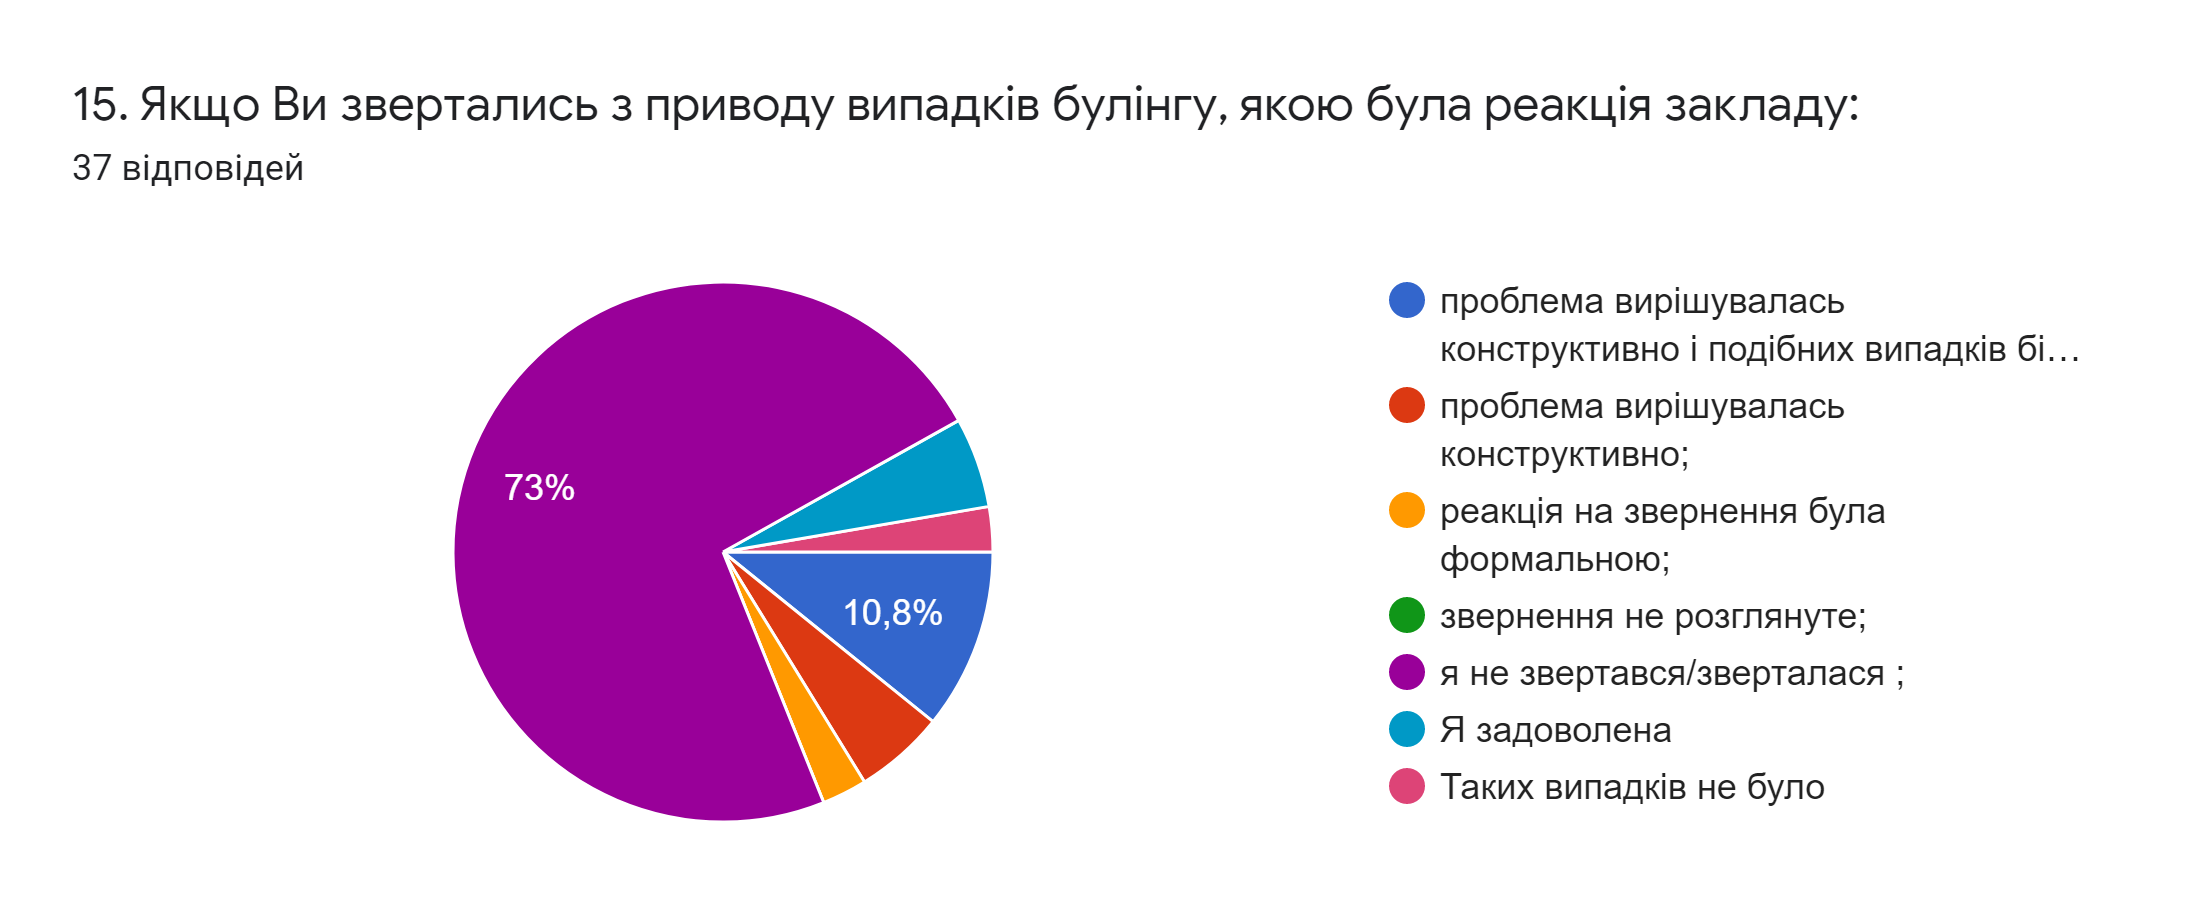 15. Якщо Ви звертались з приводу випадків булінгу, якою була реакція закладу:
37 відповідей
73%
10,8%
проблема вирішувалась
конструктивно і подібних випадків бі…
проблема вирішувалась
конструктивно;
реакція на звернення була
формальною;
звернення не розглянуте;
я не звертався/зверталася ;
Я задоволена
Таких випадків не було